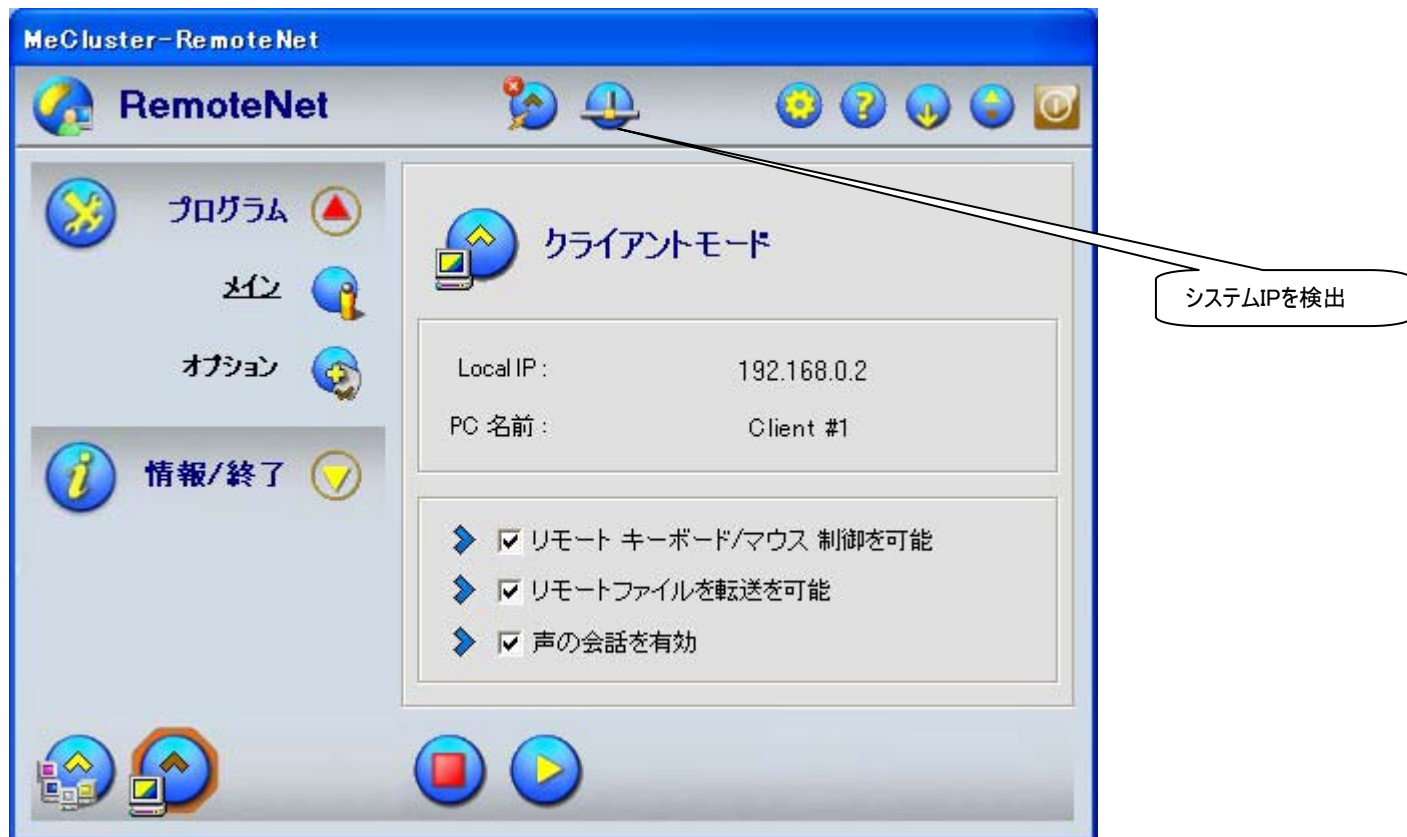 MeCluster-RemoteNet
RemoteNet
プログラム
メイン
オプション
情報/終了
クライアントモード
Local IP : 192.168.0.2
PC 名前 : Client #1
リモート キーボード/マウス 制御を可能
リモートファイルを転送を可能
声の会話を有効
システムIPを検出